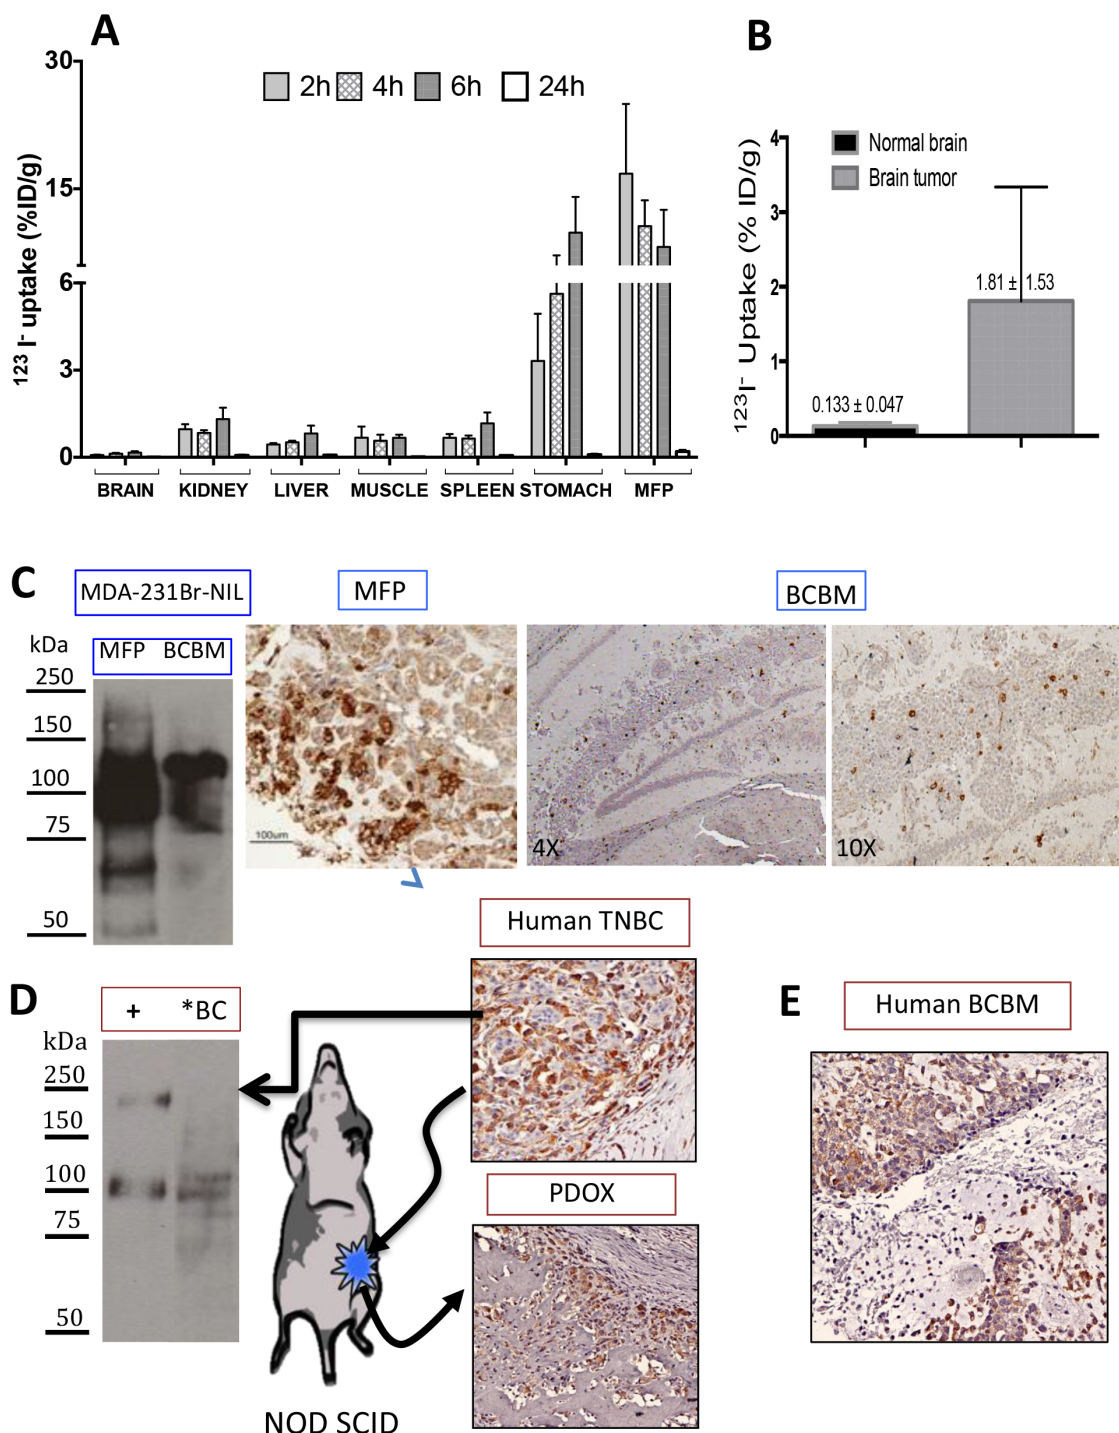 A
30
15
6
3
0
123 I- uptake (%ID/g)
2h 4h 6h 24h
BRAIN KIDNEY LIVER MUSCLE SPLEEN STOMACH MFP
B
4
3
2
1
0
123I- Uptake (% ID/g)
Normal brain
Brain tumor
0.133 ± 0.047
1.81 ± 1.53
C
MDA-231Br-NIL
MFP
BCBM
kDa
MFP BCBM
250
150
100
75
50
100um
4X
10X
D
+ *BC
kDa
250
150
100
75
50
NOD SCID
Human TNBC
PDOX
E
Human BCBM